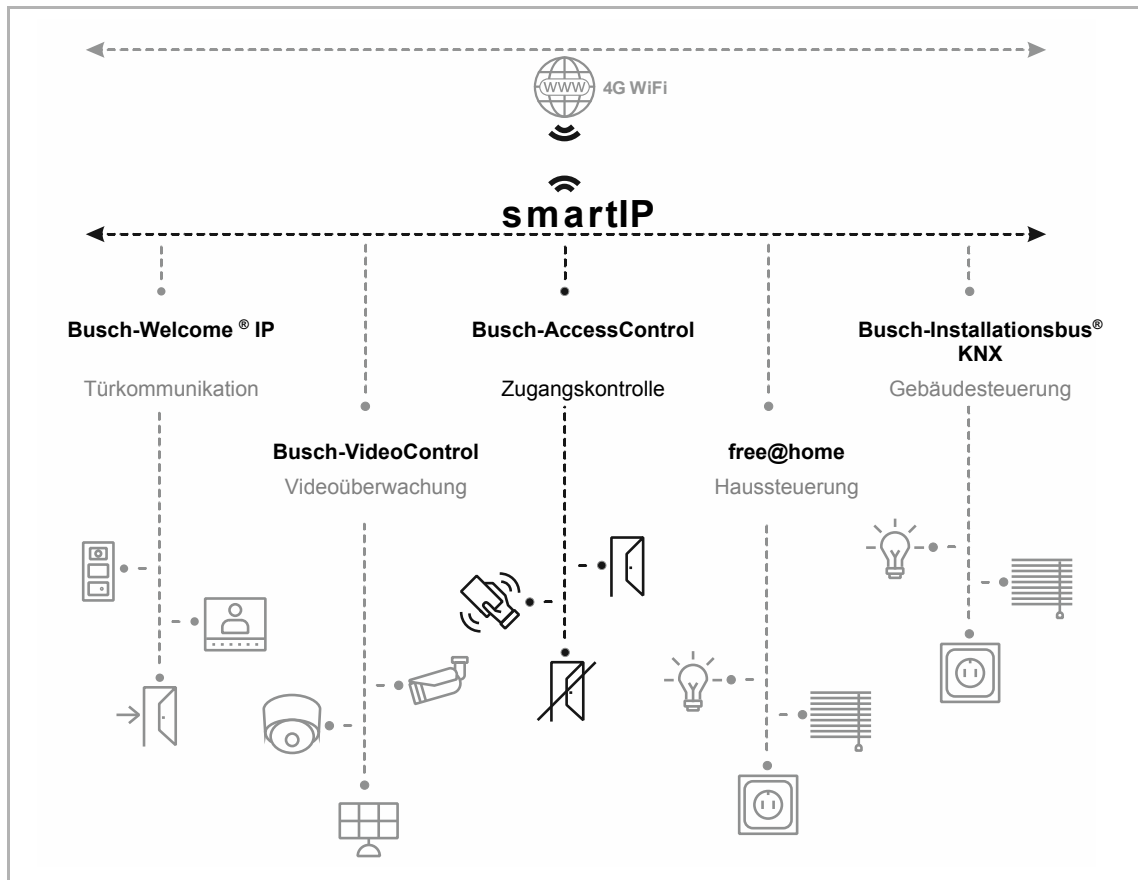 WWW
4G WiFi
smartIP
Busch-Welcome ® IP
Türkommunikation
Busch-VideoControl
Videoüberwachung
Busch-AccessControl
Zugangskontrolle
free@home
Haussteuerung
Busch-Installationsbus®
KNX
Gebäudesteuerung